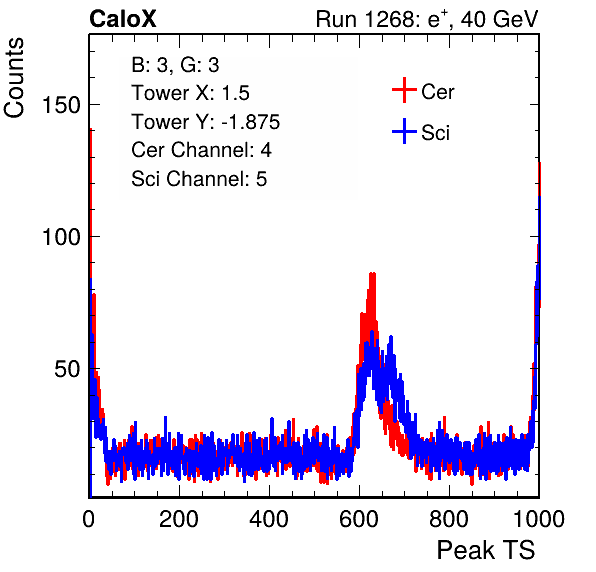 CaloX Run 1268: e⁺, 40 GeV
Counts
B: 3, G: 3
Tower X: 1.5
Tower Y: -1.875
Cer Channel: 4
Sci Channel: 5
Cer
Sci
150
100
50
0 200 400 600 800 1000
Peak TS